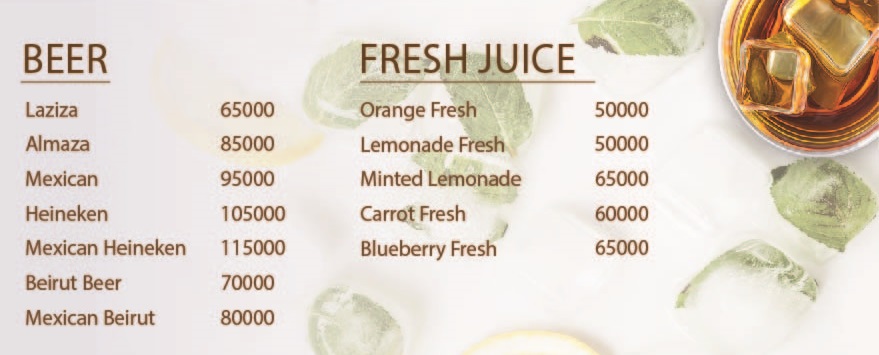 BEER
Laziza 65000
Almaza 85000
Mexican 95000
Heineken 105000
Mexican Heineken 115000
Beirut Beer 70000
Mexican Beirut 80000
FRESH JUICE
Orange Fresh 50000
Lemonade Fresh 50000
Minted Lemonade 65000
Carrot Fresh 60000
Blueberry Fresh 65000